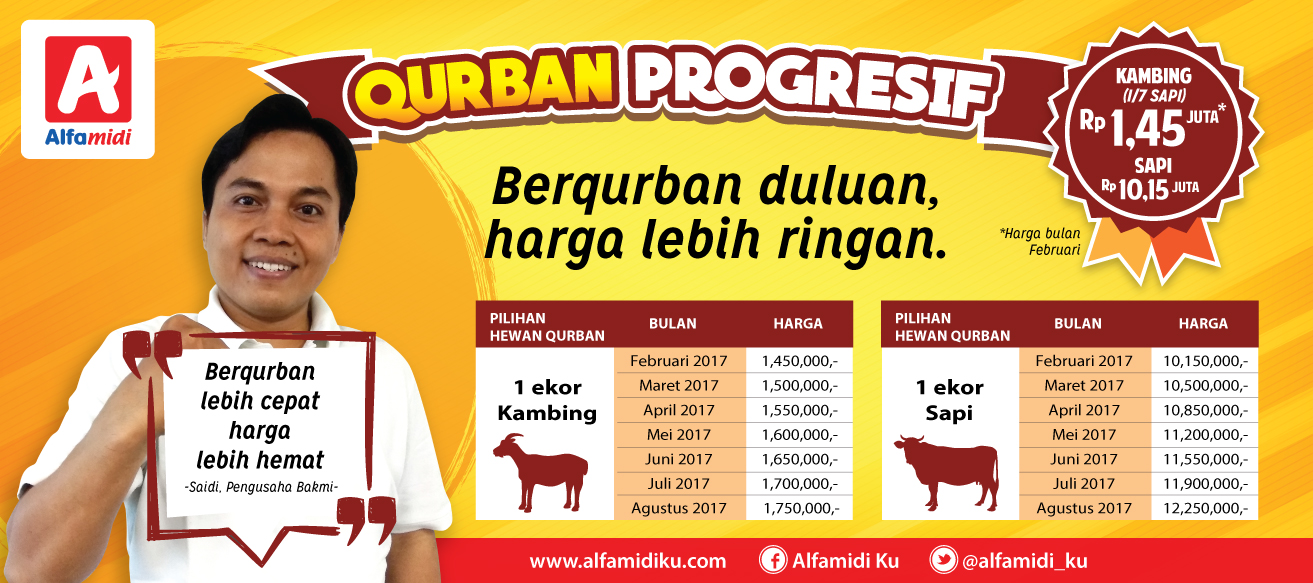 Alfamidi
QURBAN PROGRESIF
KAMBING
(1/7 SAPI)
Rp 1,45 JUTA*
SAPI
Rp 10,15 JUTA
*Harga bulan
Februari
Berqurban duluan,
harga lebih ringan.
Berqurban
lebih cepat
harga
lebih hemat
-Saidi, Pengusaha Bakmi-
PILIHAN
HEWAN QURBAN BULAN HARGA
1 ekor
Kambing
Februari 2017 1,450,000,-
Maret 2017 1,500,000,-
April 2017 1,550,000,-
Mei 2017 1,600,000,-
Juni 2017 1,650,000,-
Juli 2017 1,700,000,-
Agustus 2017 1,750,000,-
PILIHAN
HEWAN QURBAN BULAN HARGA
1 ekor
Sapi
Februari 2017 10,150,000,-
Maret 2017 10,500,000,-
April 2017 10,850,000,-
Mei 2017 11,200,000,-
Juni 2017 11,550,000,-
Juli 2017 11,900,000,-
Agustus 2017 12,250,000,-
www.alfamidiku.com Alfamidi Ku @alfamidi_ku